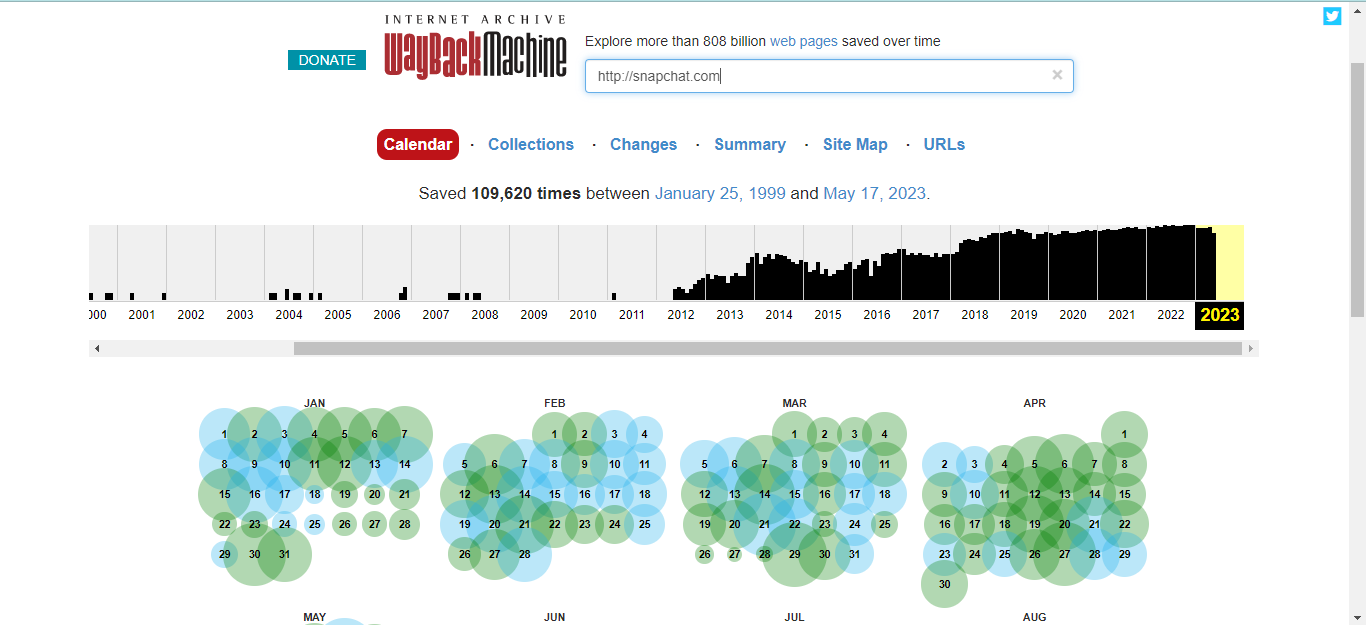 INTERNET ARCHIVE
WayBackMachine
DONATE
Explore more than 808 billion web pages saved over time
http://snapchat.com
×
Calendar · Collections · Changes · Summary · Site Map · URLs
Saved 109,620 times between January 25, 1999 and May 17, 2023.
000 2001 2002 2003 2004 2005 2006 2007 2008 2009 2010 2011 2012 2013 2014 2015 2016 2017 2018 2019 2020 2021 2022 2023
JAN
1 2 3 4 5 6 7
8 9 10 11 12 13 14
15 16 17 18 19 20 21
22 23 24 25 26 27 28
29 30 31
FEB
1 2 3 4
5 6 7 8 9 10 11
12 13 14 15 16 17 18
19 20 21 22 23 24 25
26 27 28
MAR
1 2 3 4
5 6 7 8 9 10 11
12 13 14 15 16 17 18
19 20 21 22 23 24 25
26 27 28 29 30 31
APR
1
2 3 4 5 6 7 8
9 10 11 12 13 14 15
16 17 18 19 20 21 22
23 24 25 26 27 28 29
30
MAY JUN JUL AUG